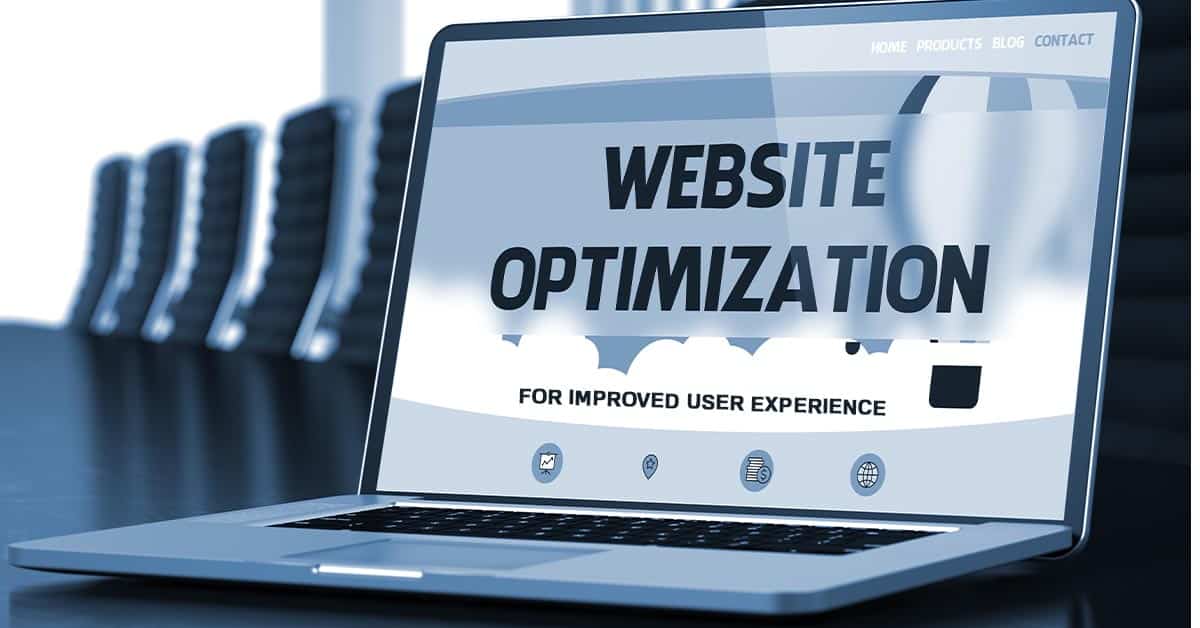 HOME PRODUCTS BLOG CONTACT
WEBSITE
OPTIMIZATION
FOR IMPROVED USER EXPERIENCE
$